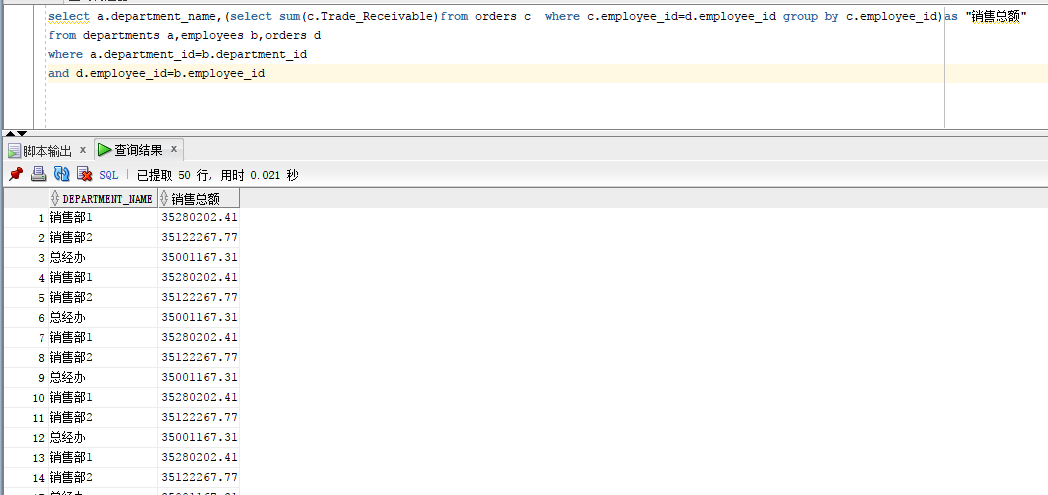 select a.department_name,(select sum(c.Trade_Receivable)from orders c  where c.employee_id=d.employee_id group by c.employee_id)as "销售总额"
from departments a,employees b,orders d
where a.department_id=b.department_id
and d.employee_id=b.employee_id
脚本输出 x 查询结果 x
SQL | 已提取 50 行, 用时 0.021 秒
DEPARTMENT_NAME 销售总额
1 销售部1 35280202.41
2 销售部2 35122267.77
3 总经办 35001167.31
4 销售部1 35280202.41
5 销售部2 35122267.77
6 总经办 35001167.31
7 销售部1 35280202.41
8 销售部2 35122267.77
9 总经办 35001167.31
10 销售部1 35280202.41
11 销售部2 35122267.77
12 总经办 35001167.31
13 销售部1 35280202.41
14 销售部2 35122267.77